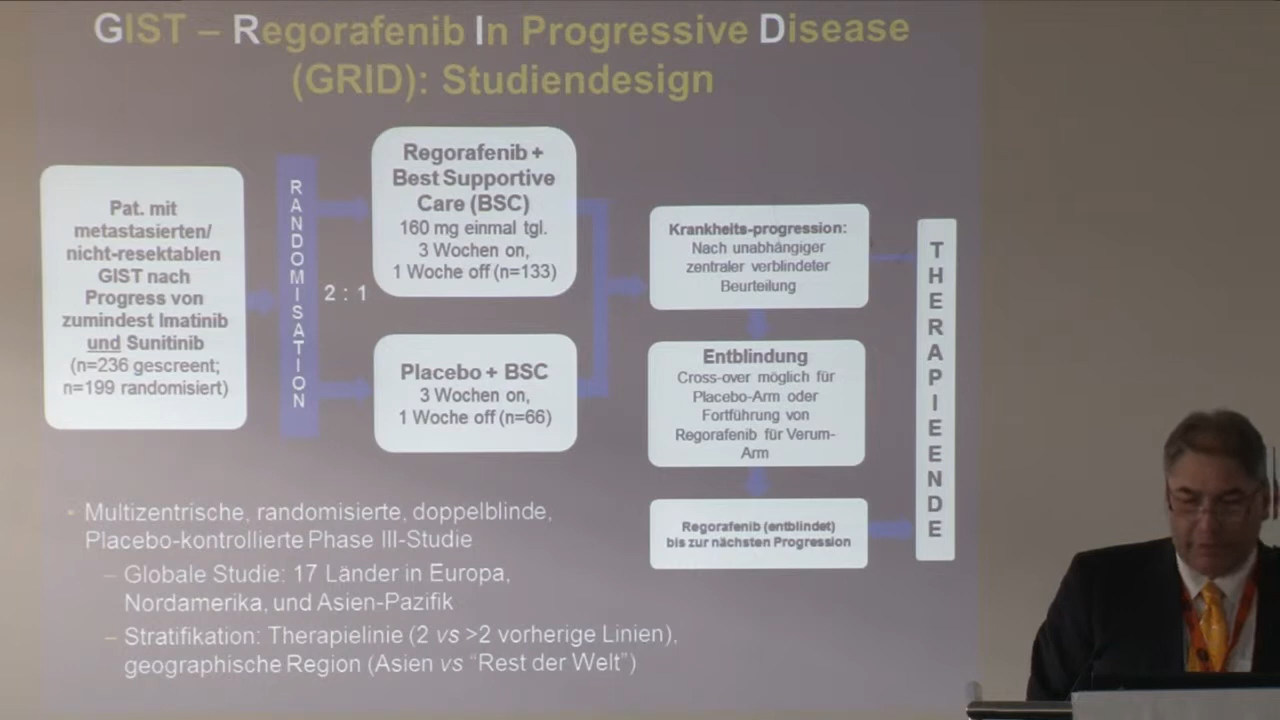 GIST – Regorafenib In Progressive Disease
(GRID): Studiendesign
Pat. mit
metastasierten/
nicht-resektablen
GIST nach
Progress von
zumindest Imatinib
und Sunitinib
(n=236 gescreent;
n=199 randomisiert)
RANDOMISATION
2 : 1
Regorafenib +
Best Supportive
Care (BSC)
160 mg einmal tgl.
3 Wochen on,
1 Woche off (n=133)
Placebo + BSC
3 Wochen on,
1 Woche off (n=66)
Krankheits-progression:
Nach unabhängiger
zentraler verblindeter
Beurteilung
Entblindung
Cross-over möglich für
Placebo-Arm oder
Fortführung von
Regorafenib für Verum-
Arm
Regorafenib (entblindet)
bis zur nächsten Progression
THERAPIEENDE
• Multizentrische, randomisierte, doppelblinde,
Placebo-kontrollierte Phase III-Studie
– Globale Studie: 17 Länder in Europa,
Nordamerika, und Asien-Pazifik
– Stratifikation: Therapielinie (2 vs >2 vorherige Linien),
geographische Region (Asien vs “Rest der Welt”)